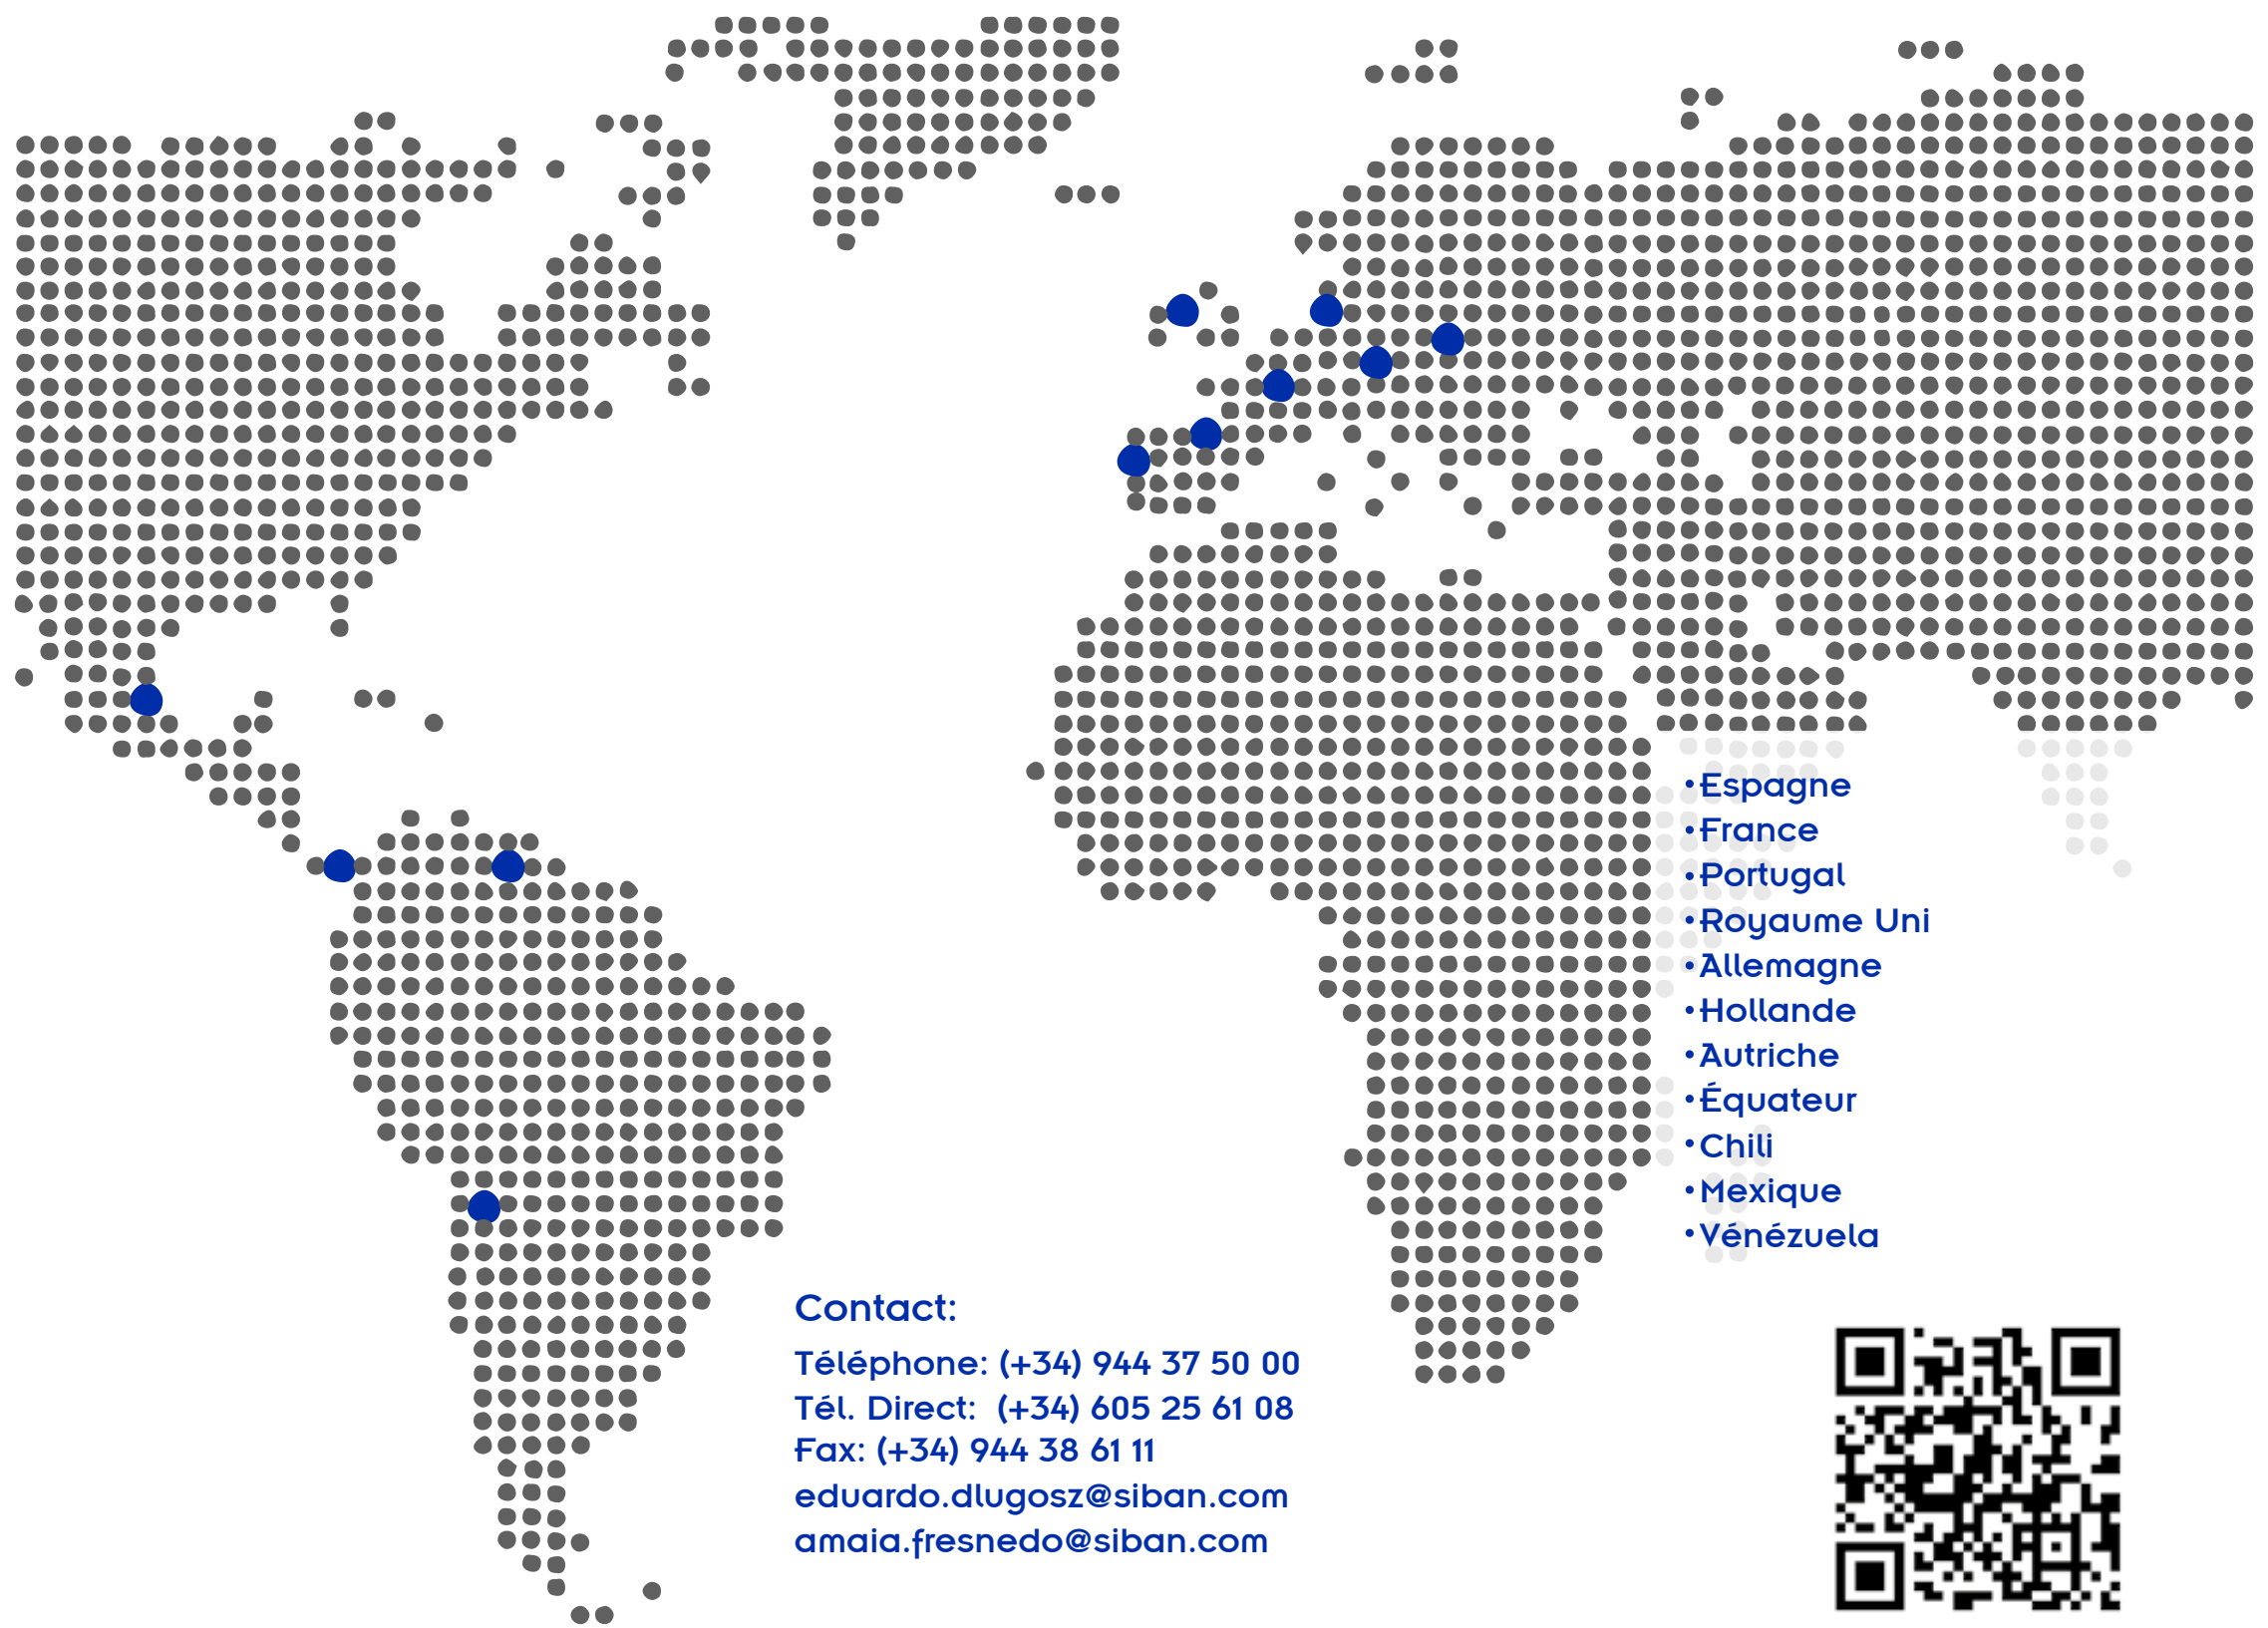 •Espagne
•France
•Portugal
•Royaume Uni
•Allemagne
•Hollande
•Autriche
•Équateur
•Chili
•Mexique
•Vénézuela
Contact:
Téléphone: (+34) 944 37 50 00
Tél. Direct: (+34) 605 25 61 08
Fax: (+34) 944 38 61 11
eduardo.dlugosz@siban.com
amaia.fresnedo@siban.com